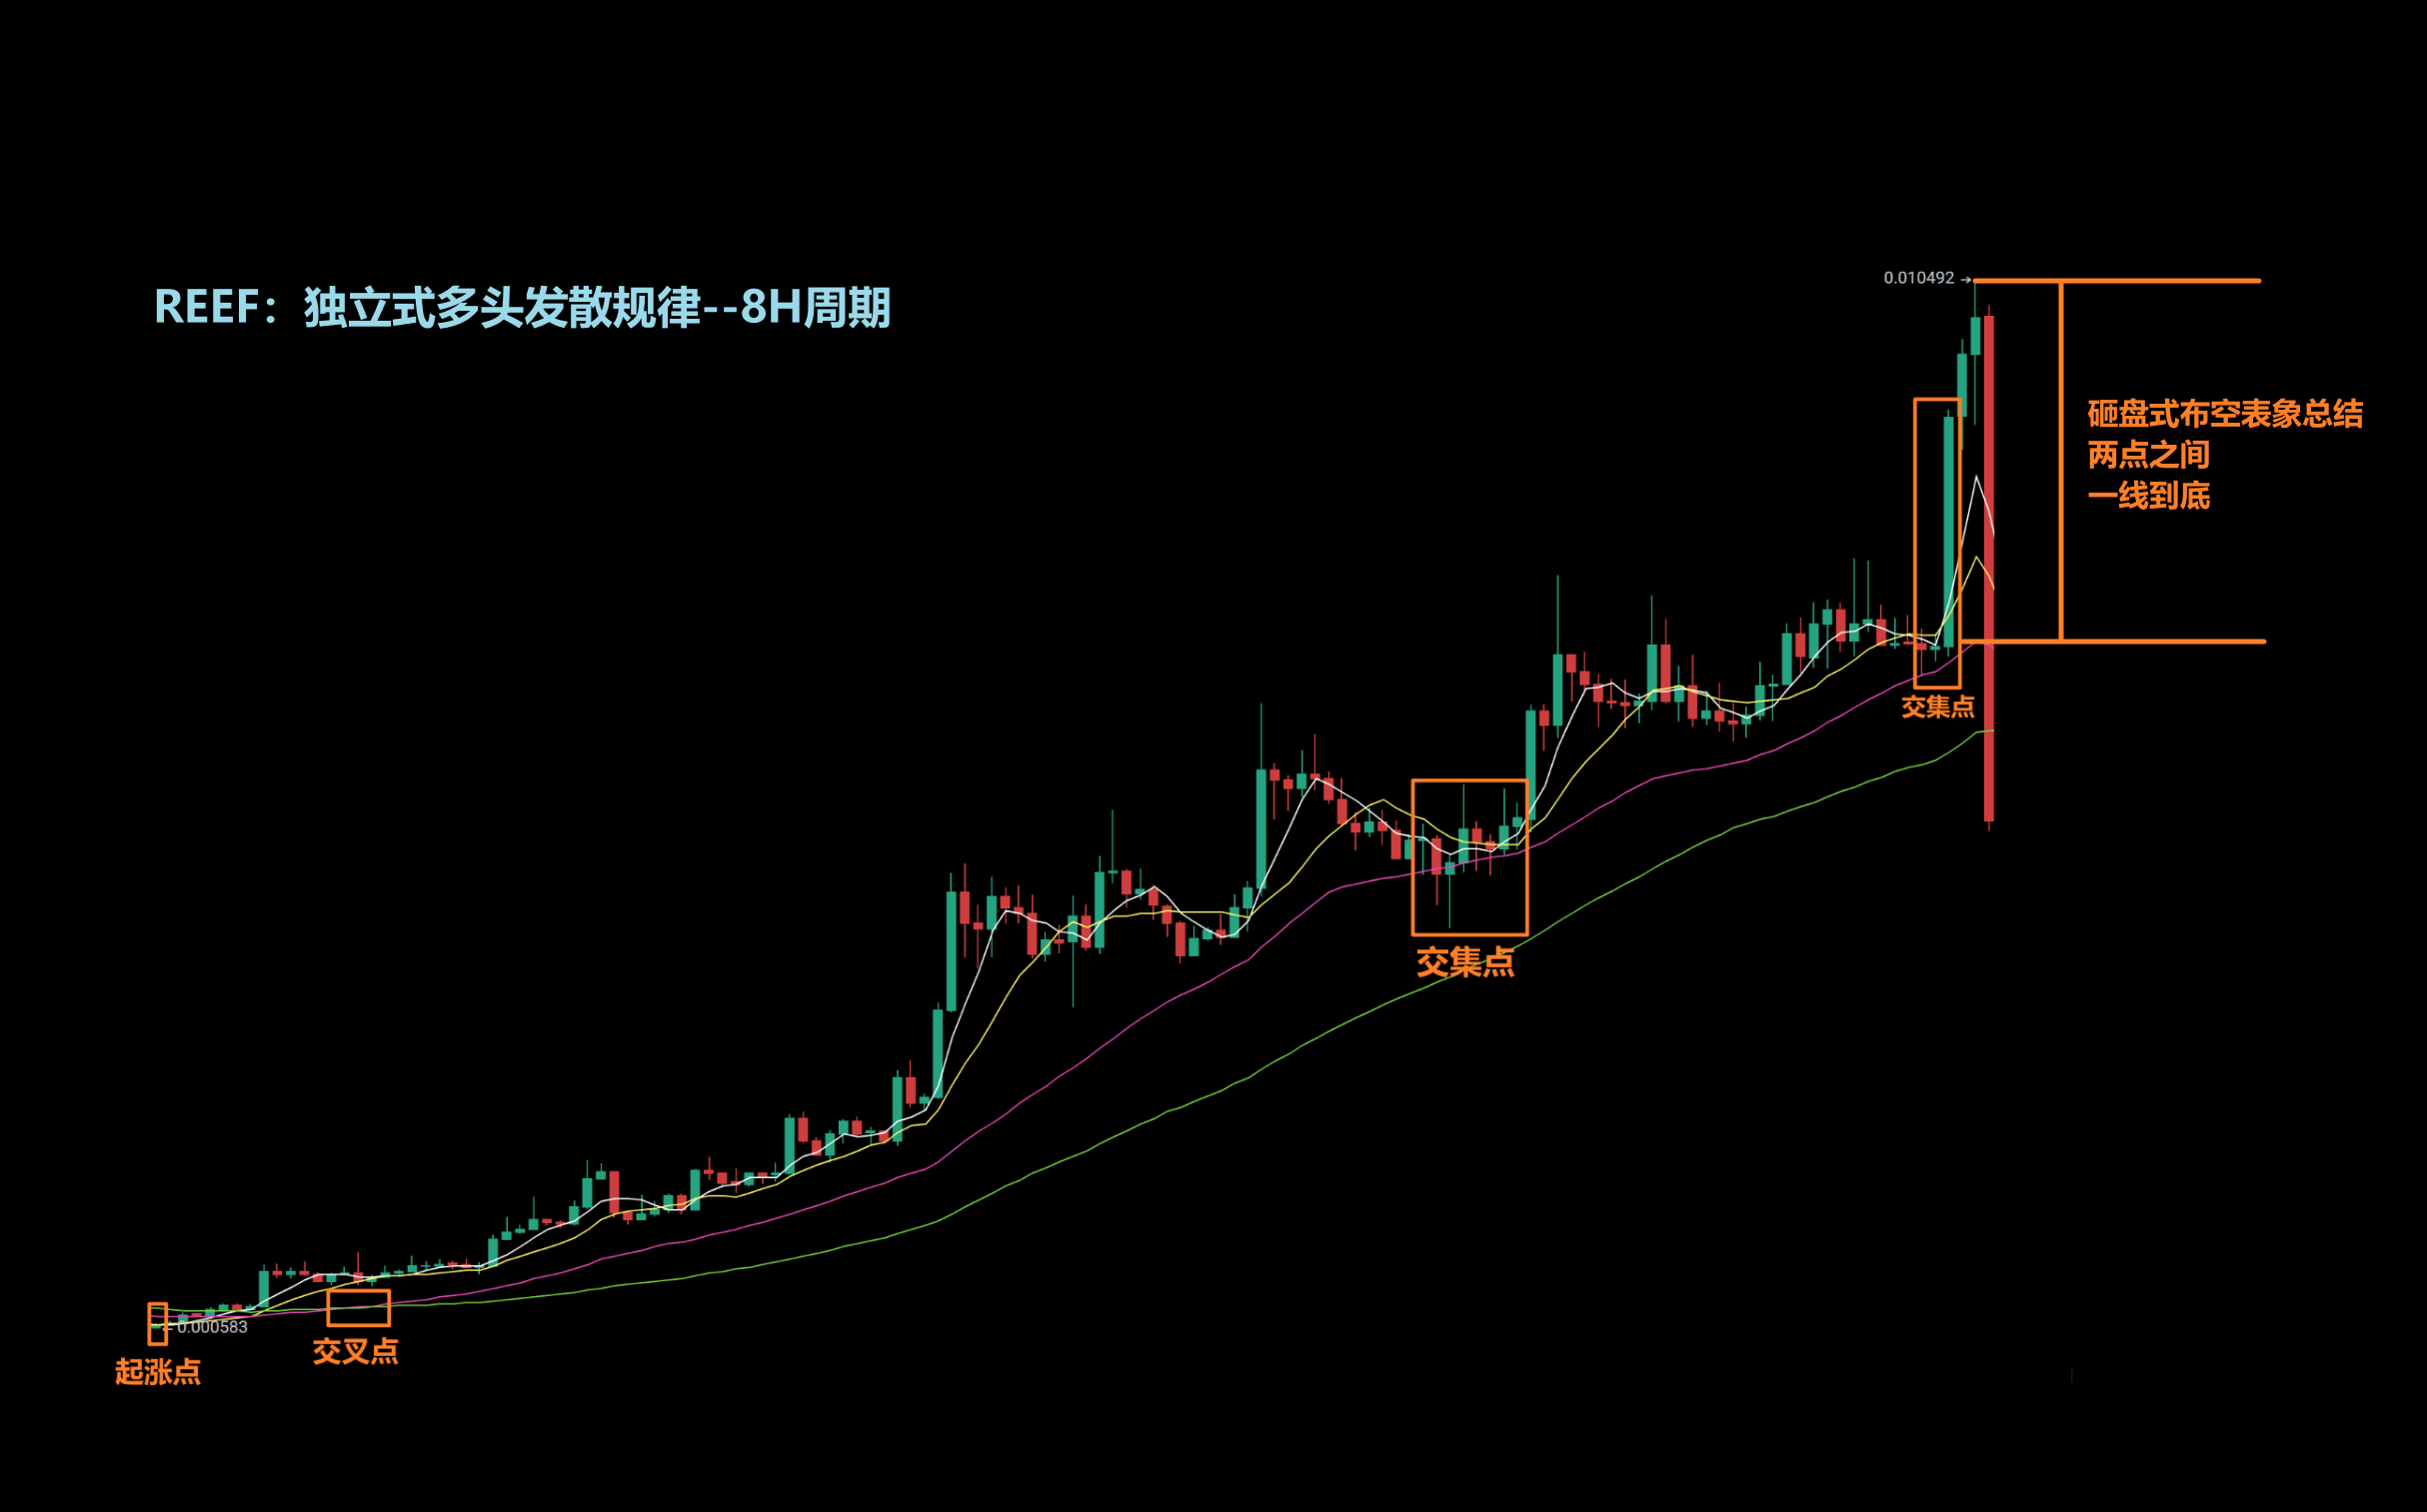 REEF：独立式多头发散规律--8H周期
0.010492 →
砸盘式布空表象总结
两点之间
一线到底
交集点
交集点
← 0.000583
交叉点
起涨点